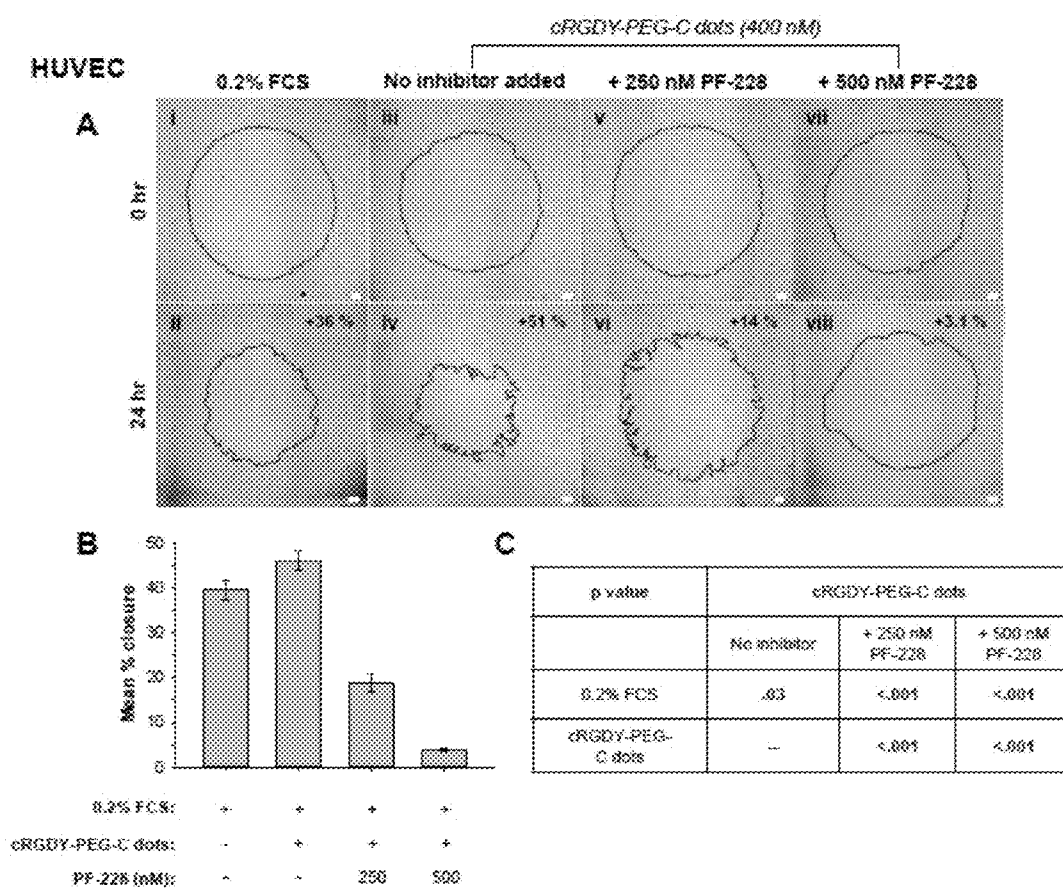 cRGDY-PEG-C dots (400 nM)
HUVEC
0.2% FCS No inhibitor added + 250 nM PF-228 + 500 nM PF-228
A
i iii v vii
0 hr
ii +36 % iv +51 % vi +14 % viii +3.1 %
24 hr
B
50
40
30
20
10
0
Mean % closure
0.2% FCS: + + + +
cRGDY-PEG-C dots: - + + +
PF-228 (nM): - - 250 500
C
p value cRGDY-PEG-C dots
No inhibitor + 250 nM PF-228 + 500 nM PF-228
0.2% FCS .03 <.001 <.001
cRGDY-PEG-
C dots -- <.001 <.001